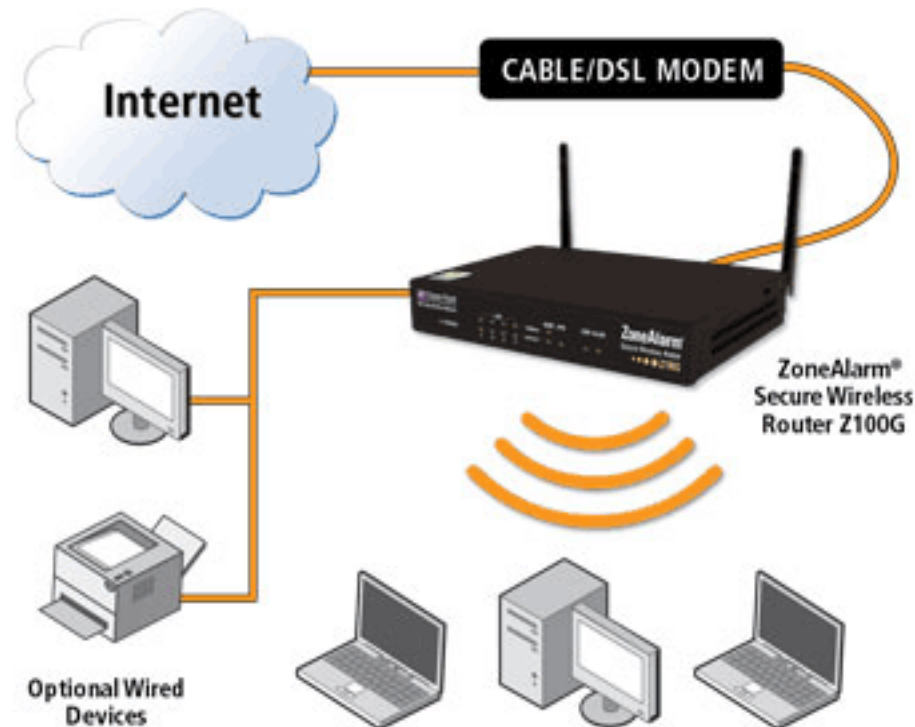 Internet
CABLE/DSL MODEM
ZoneAlarm
ZoneAlarm®
Secure Wireless
Router Z100G
Optional Wired
Devices